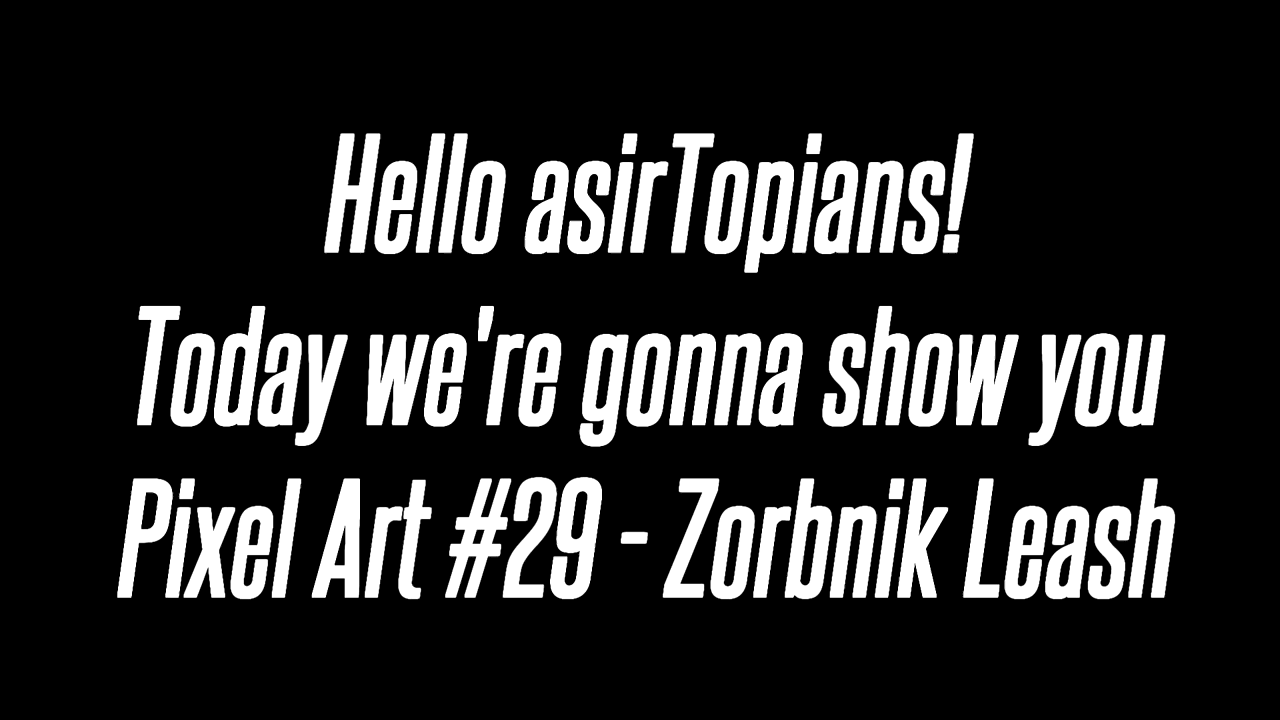 Hello asirTopians!
Today we're gonna show you
Pixel Art #29 - Zorbnik Leash